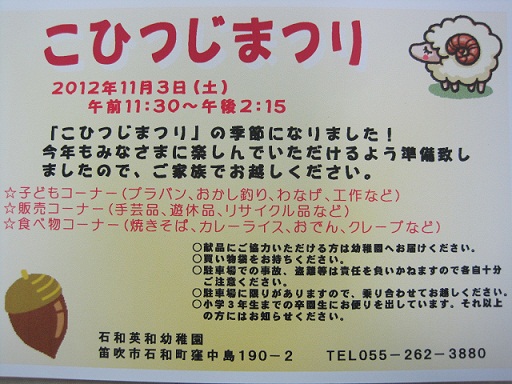 こひつじまつり
2012年11月3日(土)
午前11:30～午後2:15
「こひつじまつり」の季節になりました！
今年もみなさまに楽しんでいただけるよう準備致し
ましたので、ご家族でお越しください。
☆子どもコーナー(プラバン、おかし釣り、わなげ、工作など)
☆販売コーナー(手芸品、遊休品、リサイクル品など)
☆食べ物コーナー(焼きそば、カレーライス、おでん、クレープなど)
○献品にご協力いただける方は幼稚園へお届けください。
○買い物袋をお持ちください。
○駐車場での事故、盗難等は責任を負いかねますので各自十分
ご注意ください。
○駐車場に限りがありますので、乗り合わせてお越しください。
○小学3年生までの卒園生にお便りを出しています。それ以上
の方にはお知らせください。
石和英和幼稚園
笛吹市石和町窪中島190－2 TEL055－262－3880